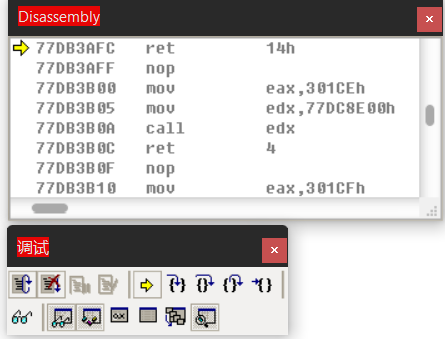 Disassembly
77DB3AFC ret 14h
77DB3AFF nop
77DB3B00 mov eax,301CEh
77DB3B05 mov edx,77DC8E00h
77DB3B0A call edx
77DB3B0C ret 4
77DB3B0F nop
77DB3B10 mov eax,301CFh
调试